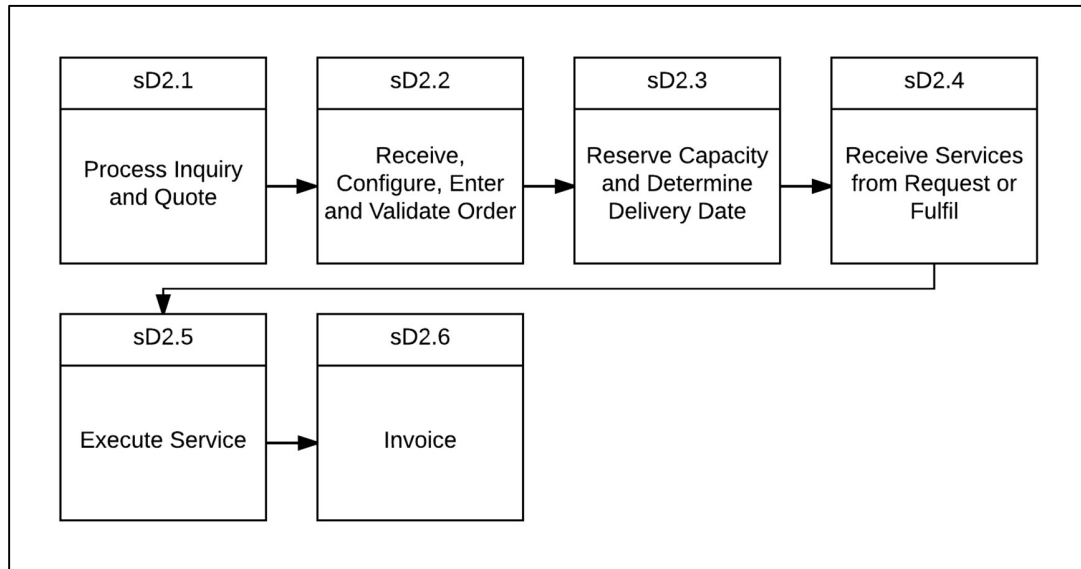 sD2.1
Process Inquiry
and Quote
sD2.2
Receive,
Configure, Enter
and Validate Order
sD2.3
Reserve Capacity
and Determine
Delivery Date
sD2.4
Receive Services
from Request or
Fulfil
sD2.5
Execute Service
sD2.6
Invoice